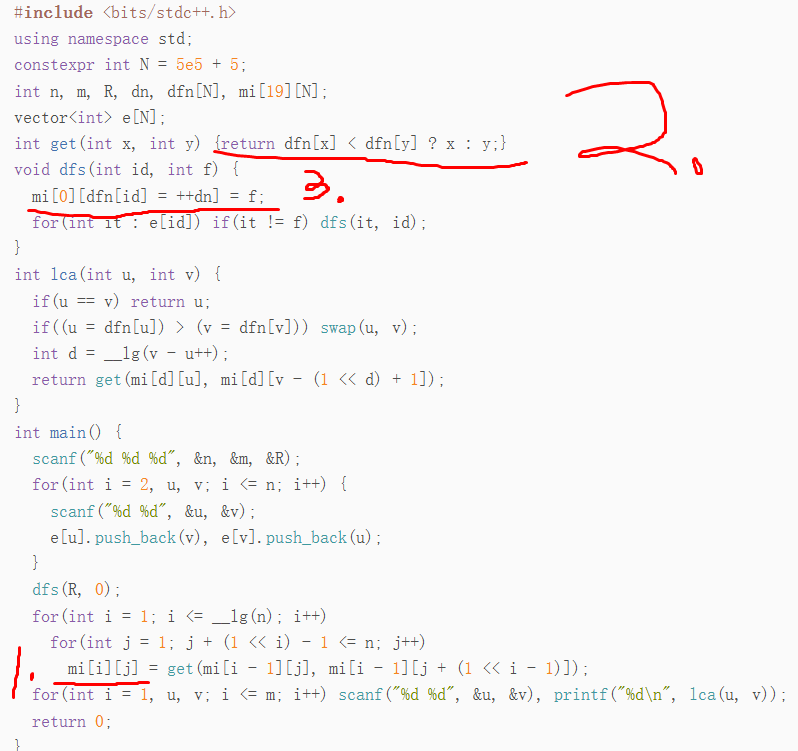 #include <bits/stdc++.h>
using namespace std;
constexpr int N = 5e5 + 5;
int n, m, R, dn, dfn[N], mi[19][N];
vector<int> e[N];
int get(int x, int y) {return dfn[x] < dfn[y] ? x : y;}
2.
void dfs(int id, int f) {
mi[0][dfn[id] = ++dn] = f;
3.
for(int it : e[id]) if(it != f) dfs(it, id);
}
int lca(int u, int v) {
if(u == v) return u;
if((u = dfn[u]) > (v = dfn[v])) swap(u, v);
int d = __lg(v - u++);
return get(mi[d][u], mi[d][v - (1 << d) + 1]);
}
int main() {
scanf("%d %d %d", &n, &m, &R);
for(int i = 2, u, v; i <= n; i++) {
scanf("%d %d", &u, &v);
e[u].push_back(v), e[v].push_back(u);
}
dfs(R, 0);
for(int i = 1; i <= __lg(n); i++)
for(int j = 1; j + (1 << i) - 1 <= n; j++)
1.
mi[i][j] = get(mi[i - 1][j], mi[i - 1][j + (1 << i - 1)]);
for(int i = 1, u, v; i <= m; i++) scanf("%d %d", &u, &v), printf("%d\n", lca(u, v));
return 0;
}